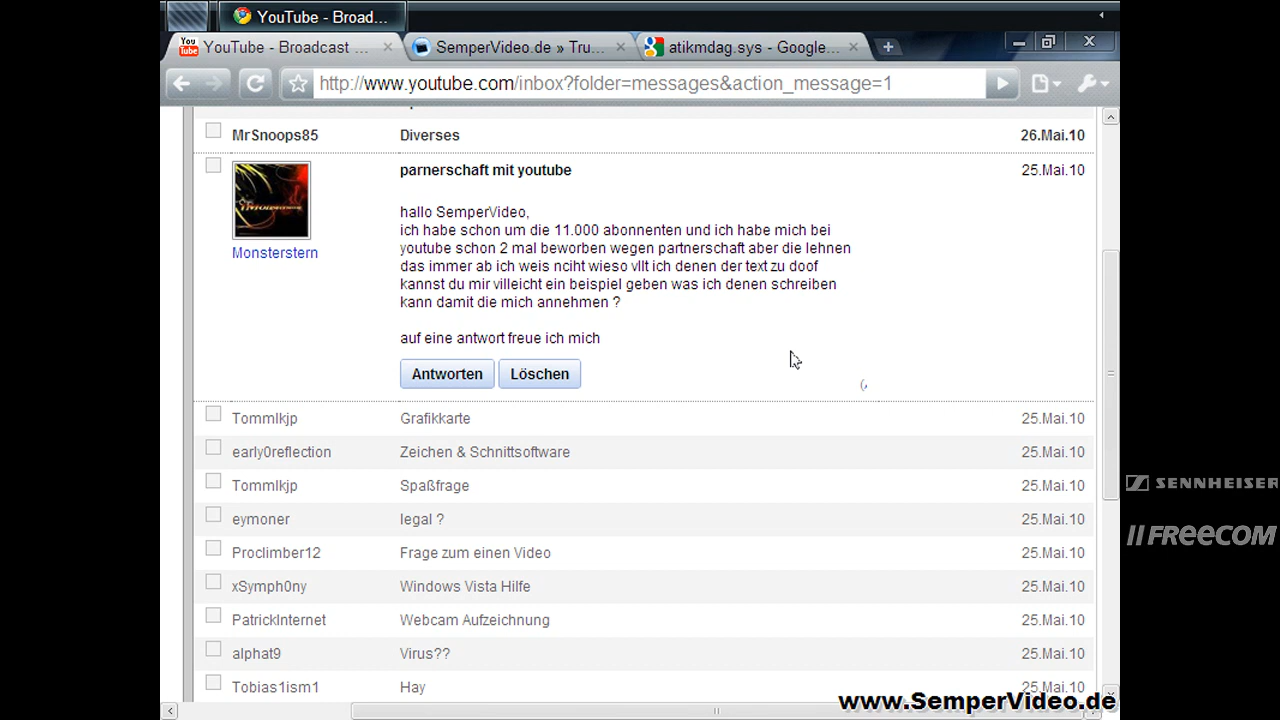 YouTube - Broad...
YouTube - Broadcast ...
SemperVideo.de » Tru...
atikmdag.sys - Google...
http://www.youtube.com/inbox?folder=messages&action_message=1
MrSnoops85 Diverses 26.Mai.10
parnerschaft mit youtube 25.Mai.10
hallo SemperVideo,
ich habe schon um die 11.000 abonnenten und ich habe mich bei
youtube schon 2 mal beworben wegen partnerschaft aber die lehnen
das immer ab ich weis nciht wieso vllt ich denen der text zu doof
kannst du mir villeicht ein beispiel geben was ich denen schreiben
kann damit die mich annehmen ?
auf eine antwort freue ich mich
Monsterstern
Antworten Löschen
Tommlkjp Grafikkarte 25.Mai.10
early0reflection Zeichen & Schnittsoftware 25.Mai.10
Tommlkjp Spaßfrage 25.Mai.10
eymoner legal ? 25.Mai.10
Proclimber12 Frage zum einen Video 25.Mai.10
xSymph0ny Windows Vista Hilfe 25.Mai.10
PatrickInternet Webcam Aufzeichnung 25.Mai.10
alphat9 Virus?? 25.Mai.10
Tobias1ism1 Hay 25.Mai.10
SENNHEISER
FREECOM
www.SemperVideo.de